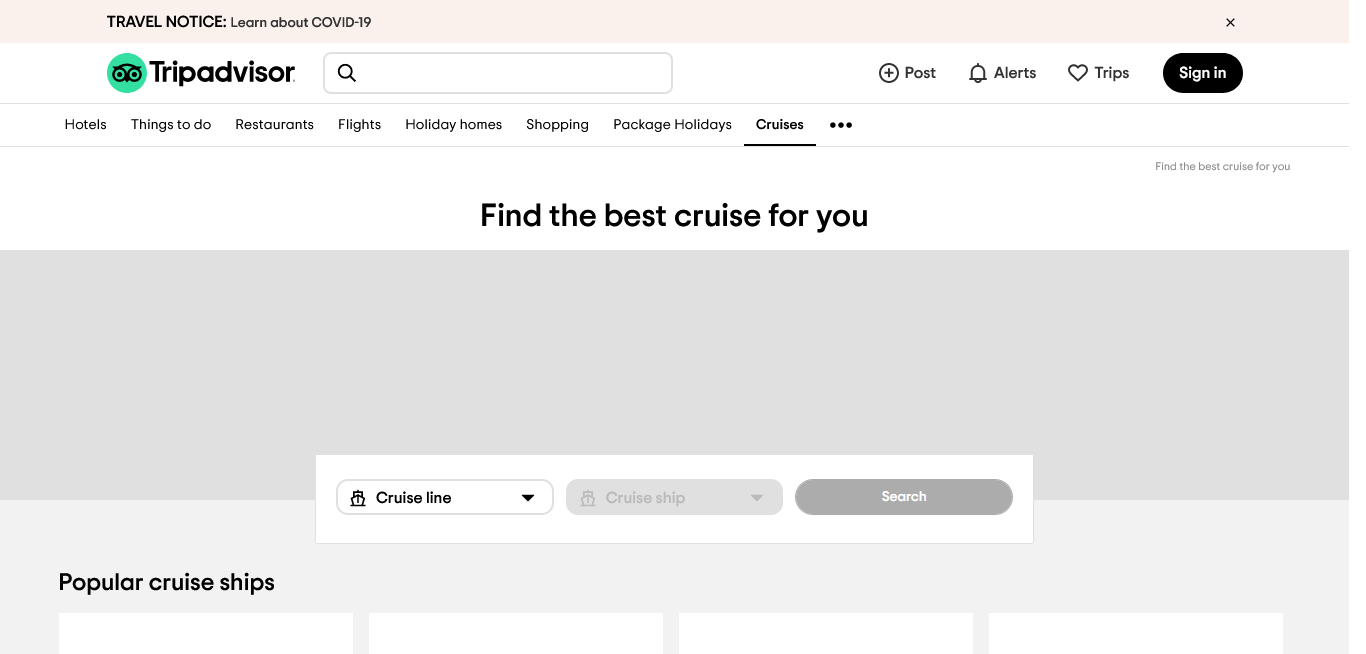 TRAVEL NOTICE: Learn about COVID-19
Tripadvisor
Post
Alerts
Trips
Sign in
Hotels
Things to do
Restaurants
Flights
Holiday homes
Shopping
Package Holidays
Cruises
Find the best cruise for you
Find the best cruise for you
Cruise line
Cruise ship
Search
Popular cruise ships